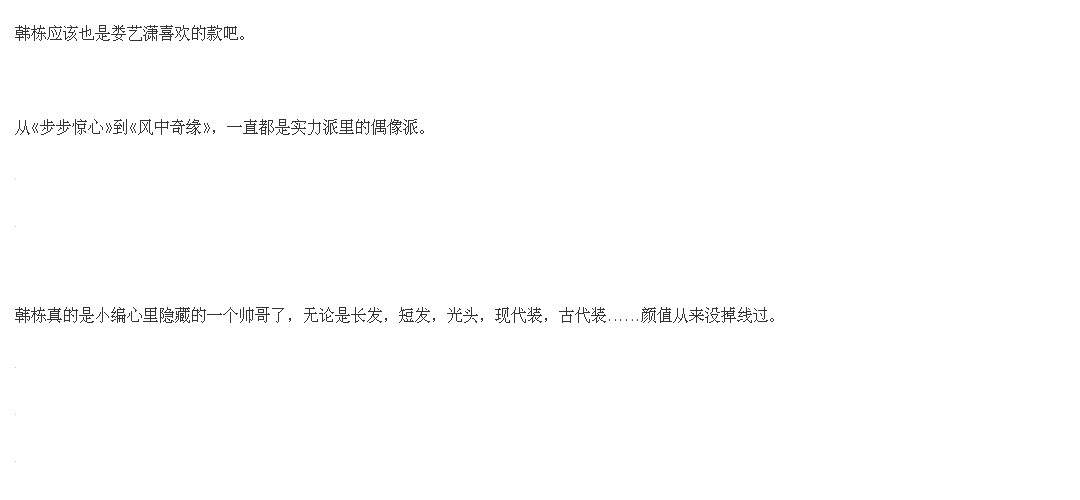 韩栋应该也是娄艺潇喜欢的款吧。
从《步步惊心》到《风中奇缘》，一直都是实力派里的偶像派。
韩栋真的是小编心里隐藏的一个帅哥了，无论是长发，短发，光头，现代装，古代装……颜值从来没掉线过。